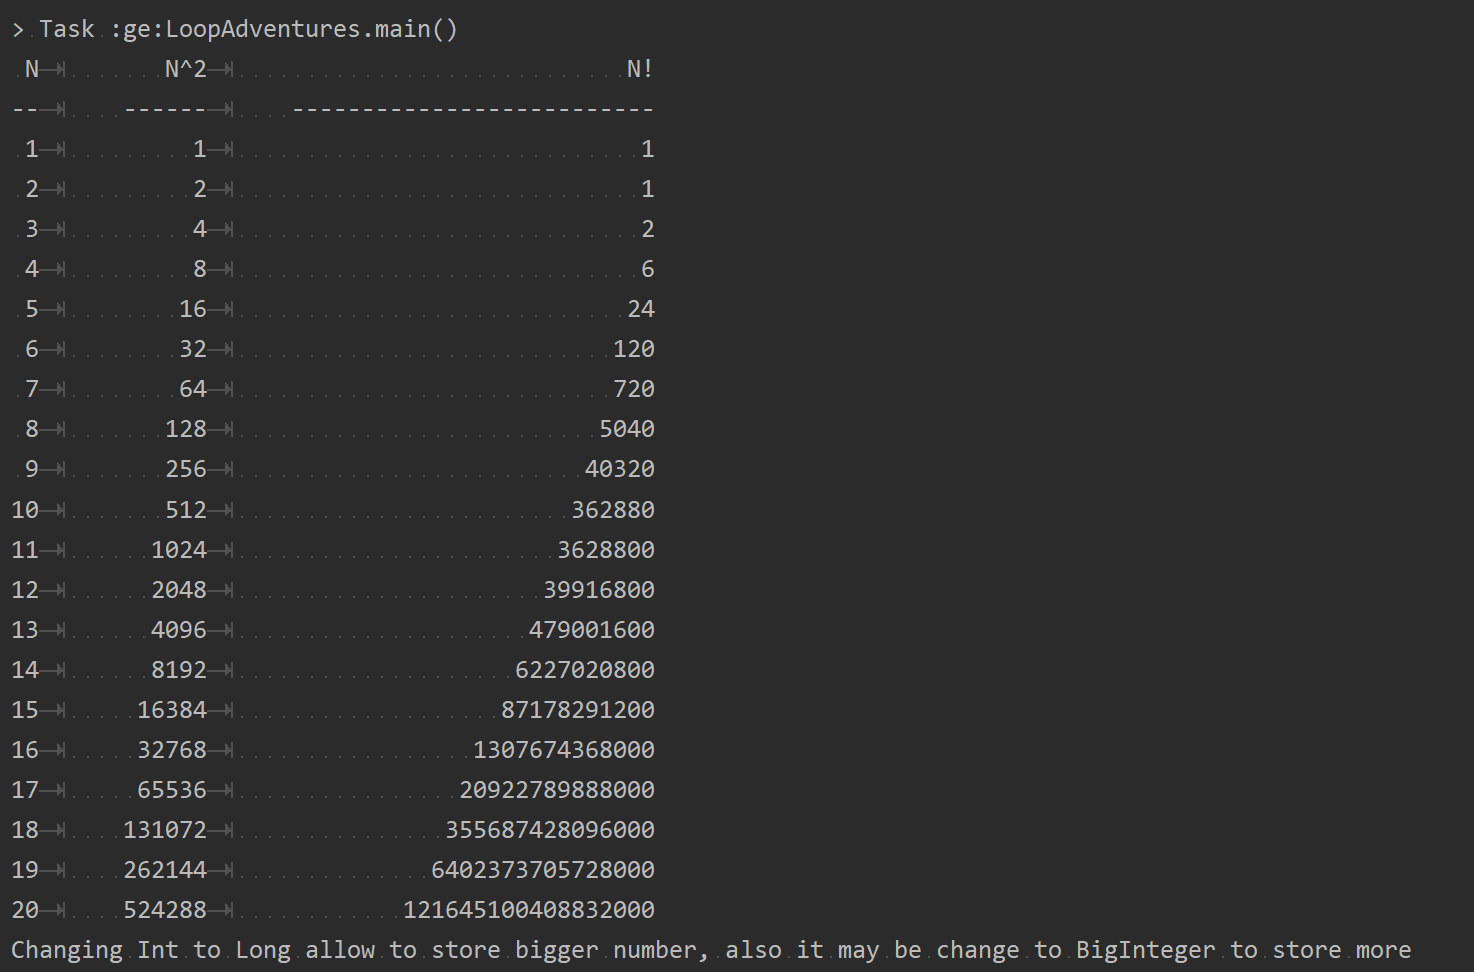 > Task :ge:LoopAdventures.main()
N N^2 N!
-- ------ --------------------------
1 1 1
2 2 1
3 4 2
4 8 6
5 16 24
6 32 120
7 64 720
8 128 5040
9 256 40320
10 512 362880
11 1024 3628800
12 2048 39916800
13 4096 479001600
14 8192 6227020800
15 16384 87178291200
16 32768 1307674368000
17 65536 20922789888000
18 131072 355687428096000
19 262144 6402373705728000
20 524288 121645100408832000
Changing Int to Long allow to store bigger number, also it may be change to BigInteger to store more